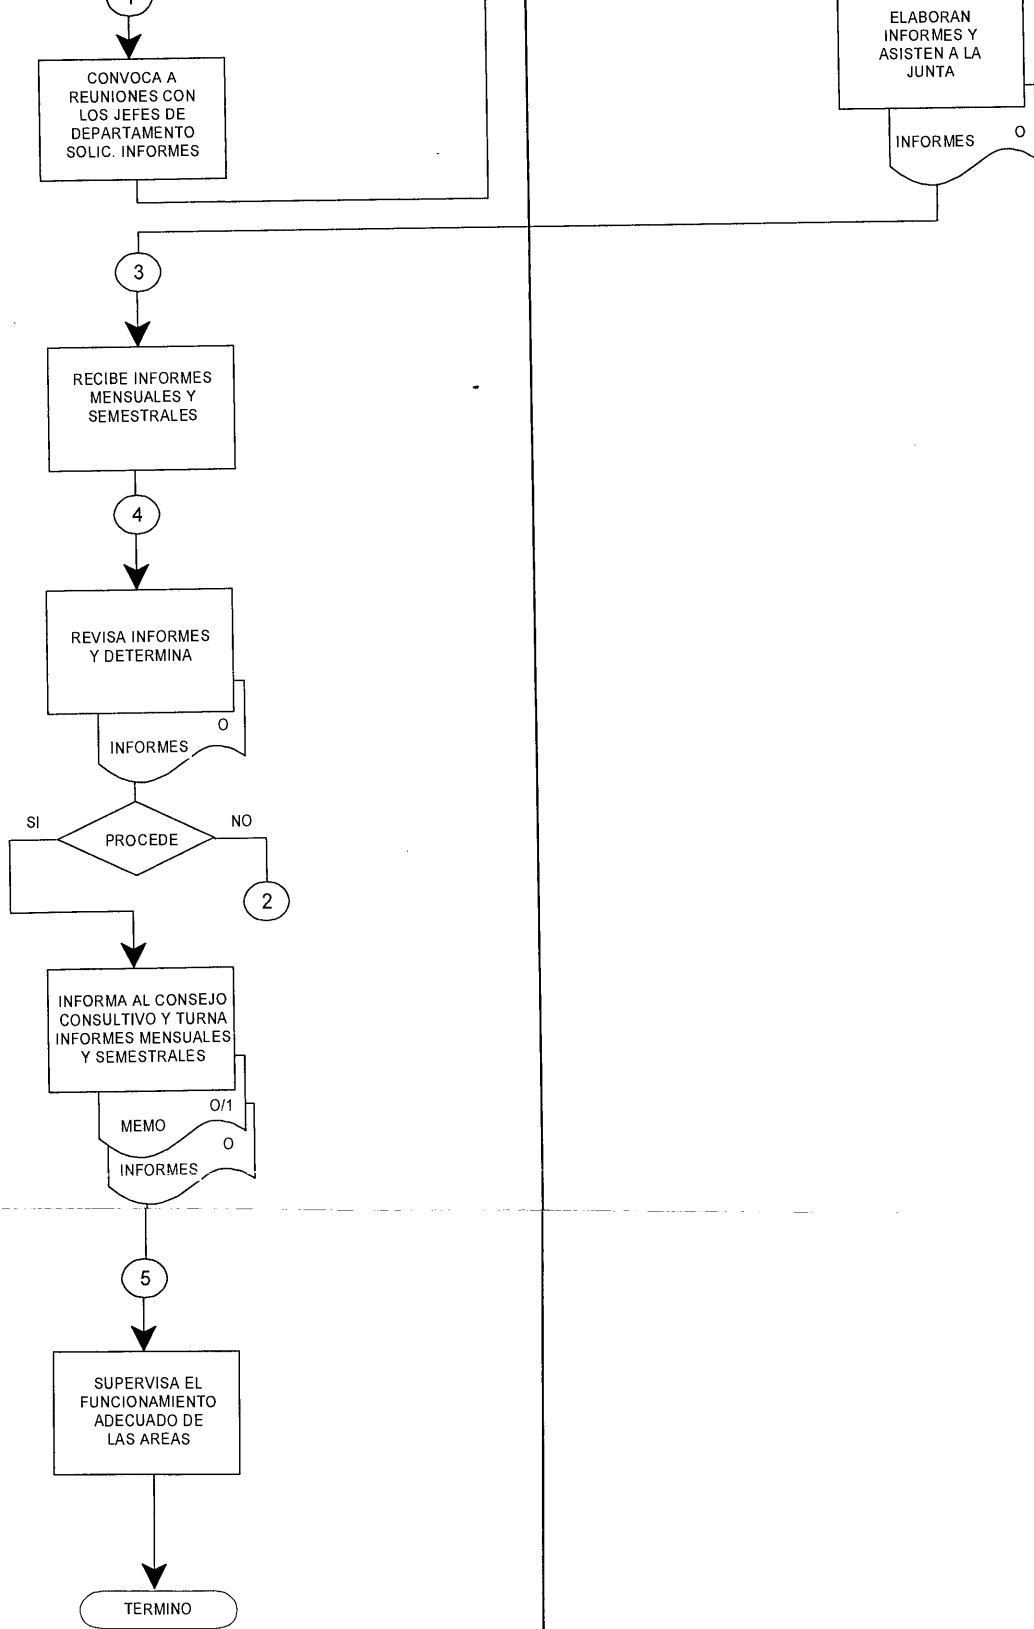 1
CONVOCA A
REUNIONES CON
LOS JEFES DE
DEPARTAMENTO
SOLIC. INFORMES
ELABORAN
INFORMES Y
ASISTEN A LA
JUNTA
INFORMES O
3
RECIBE INFORMES
MENSUALES Y
SEMESTRALES
4
REVISA INFORMES
Y DETERMINA
O
INFORMES
SI
PROCEDE
NO
2
INFORMA AL CONSEJO
CONSULTIVO Y TURNA
INFORMES MENSUALES
Y SEMESTRALES
O/1
MEMO
O
INFORMES
5
SUPERVISA EL
FUNCIONAMIENTO
ADECUADO DE
LAS AREAS
TERMINO